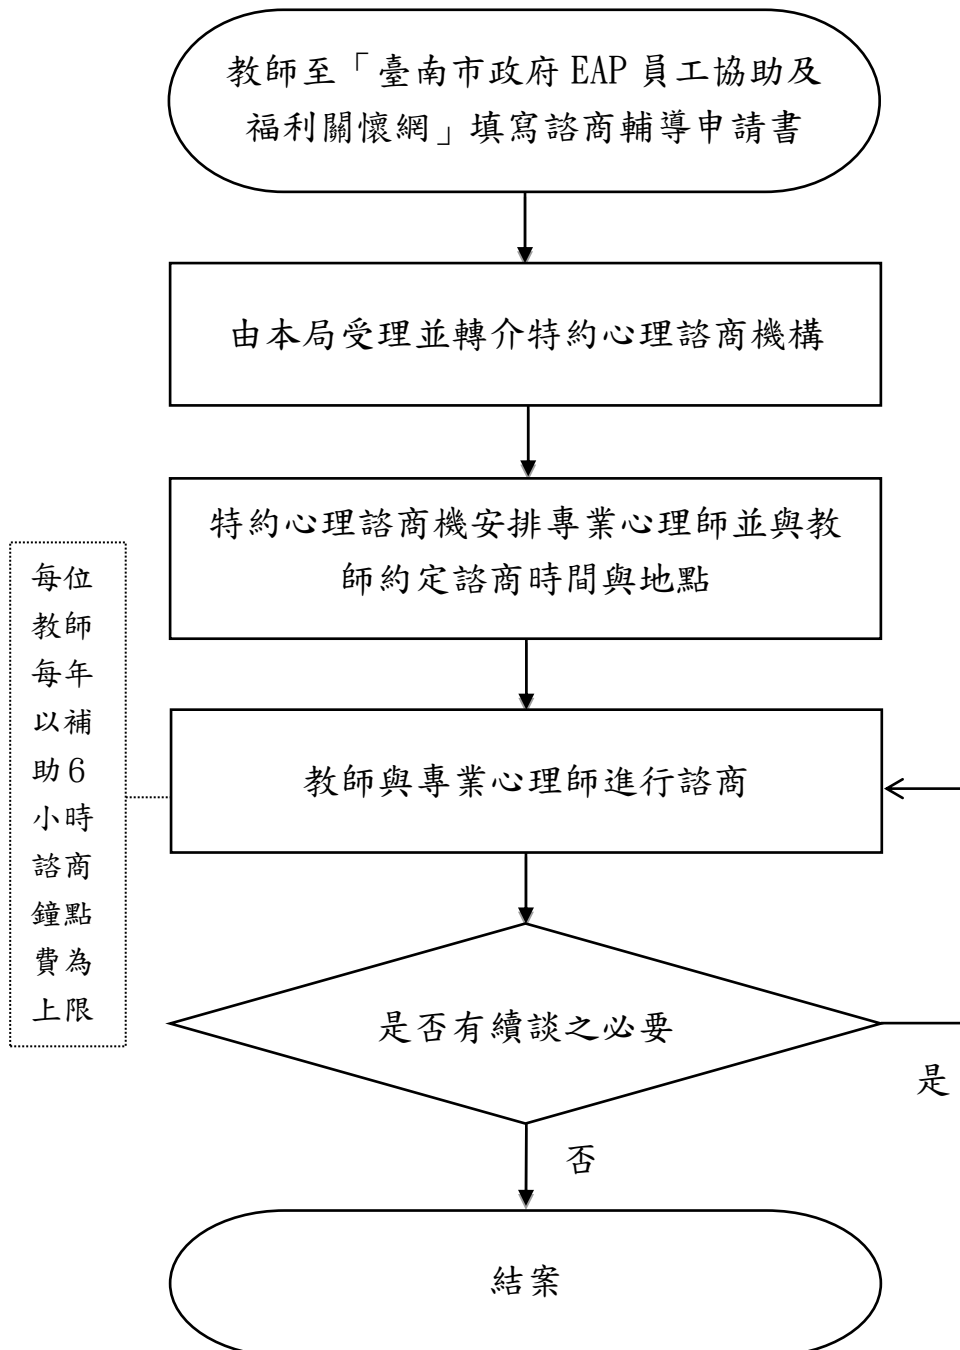 教師至「臺南市政府 EAP 員工協助及
福利關懷網」填寫諮商輔導申請書
由本局受理並轉介特約心理諮商機構
特約心理諮商機安排專業心理師並與教
師約定諮商時間與地點
每位
教師
每年
以補
助6
小時
諮商
鐘點
費為
上限
教師與專業心理師進行諮商
是否有續談之必要
是
否
結案